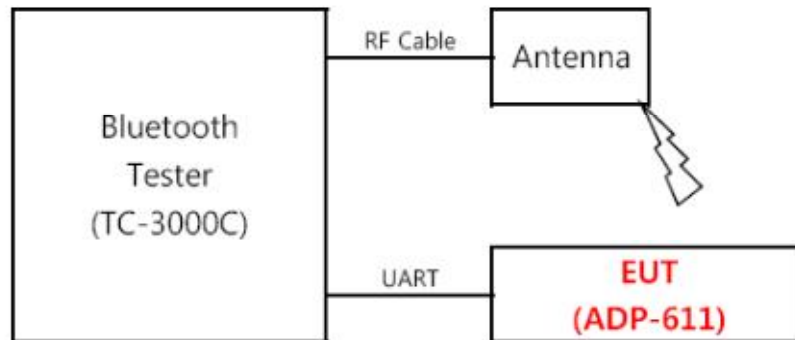 Bluetooth
Tester
(TC-3000C)
RF Cable
Antenna
UART
EUT
(ADP-611)